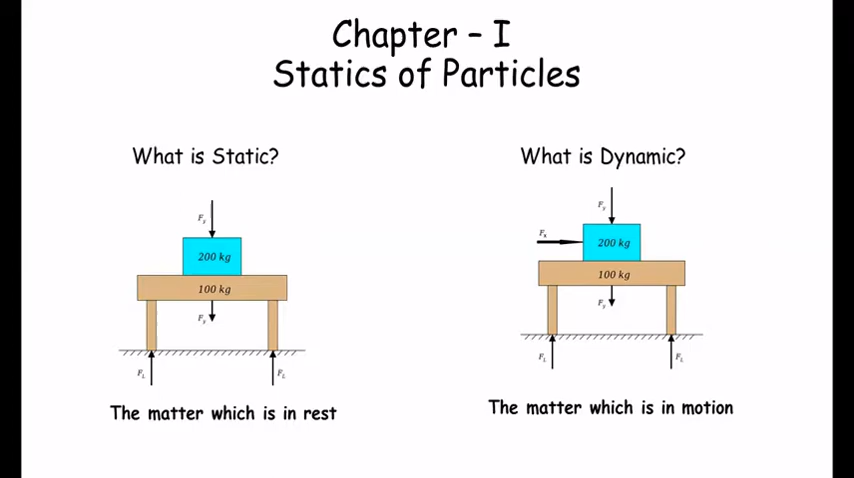 Chapter – I
Statics of Particles
What is Static?
Fy
200 kg
100 kg
Fy
FL
FL
The matter which is in rest
What is Dynamic?
Fy
Fx
200 kg
100 kg
Fy
FL
FL
The matter which is in motion